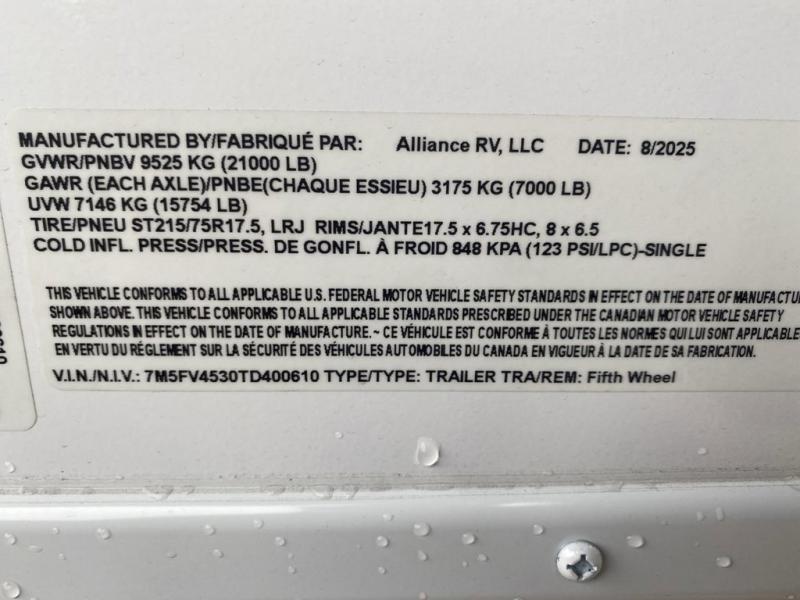 MANUFACTURED BY/FABRIQUÉ PAR: Alliance RV, LLC DATE: 8/2025
GVWR/PNBV 9525 KG (21000 LB)
GAWR (EACH AXLE)/PNBE(CHAQUE ESSIEU) 3175 KG (7000 LB)
UVW 7146 KG (15754 LB)
TIRE/PNEU ST215/75R17.5, LRJ RIMS/JANTE17.5 x 6.75HC, 8 x 6.5
COLD INFL. PRESS/PRESS. DE GONFL. À FROID 848 KPA (123 PSI/LPC)-SINGLE
THIS VEHICLE CONFORMS TO ALL APPLICABLE U.S. FEDERAL MOTOR VEHICLE SAFETY STANDARDS IN EFFECT ON THE DATE OF MANUFACTU
SHOWN ABOVE. THIS VEHICLE CONFORMS TO ALL APPLICABLE STANDARDS PRESCRIBED UNDER THE CANADIAN MOTOR VEHICLE SAFETY
REGULATIONS IN EFFECT ON THE DATE OF MANUFACTURE. ~ CE VÉHICULE EST CONFORME À TOUTES LES NORMES QUI LUI SONT APPLICABLE
EN VERTU DU RÈGLEMENT SUR LA SÉCURITÉ DES VÉHICULES AUTOMOBILES DU CANADA EN VIGUEUR À LA DATE DE SA FABRICATION.
V.I.N./N.I.V.: 7M5FV4530TD400610 TYPE/TYPE: TRAILER TRA/REM: Fifth Wheel